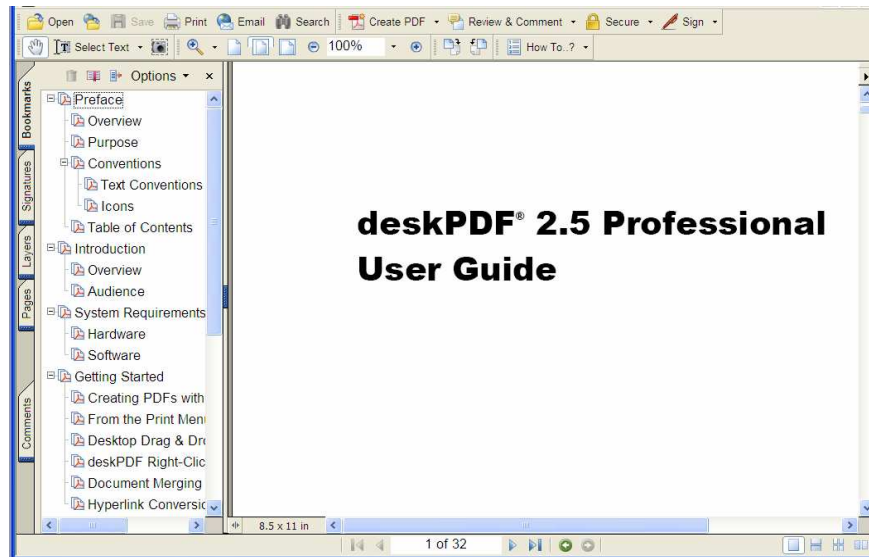 Open Save Print Email Search Create PDF Review & Comment Secure Sign
Select Text 100% How To..?
Bookmarks
Signatures
Layers
Pages
Comments
Options
Preface
Overview
Purpose
Conventions
Text Conventions
Icons
Table of Contents
Introduction
Overview
Audience
System Requirements
Hardware
Software
Getting Started
Creating PDFs with
From the Print Menu
Desktop Drag & Dro
deskPDF Right-Clic
Document Merging
Hyperlink Conversio
deskPDF® 2.5 Professional
User Guide
8.5 x 11 in
1 of 32